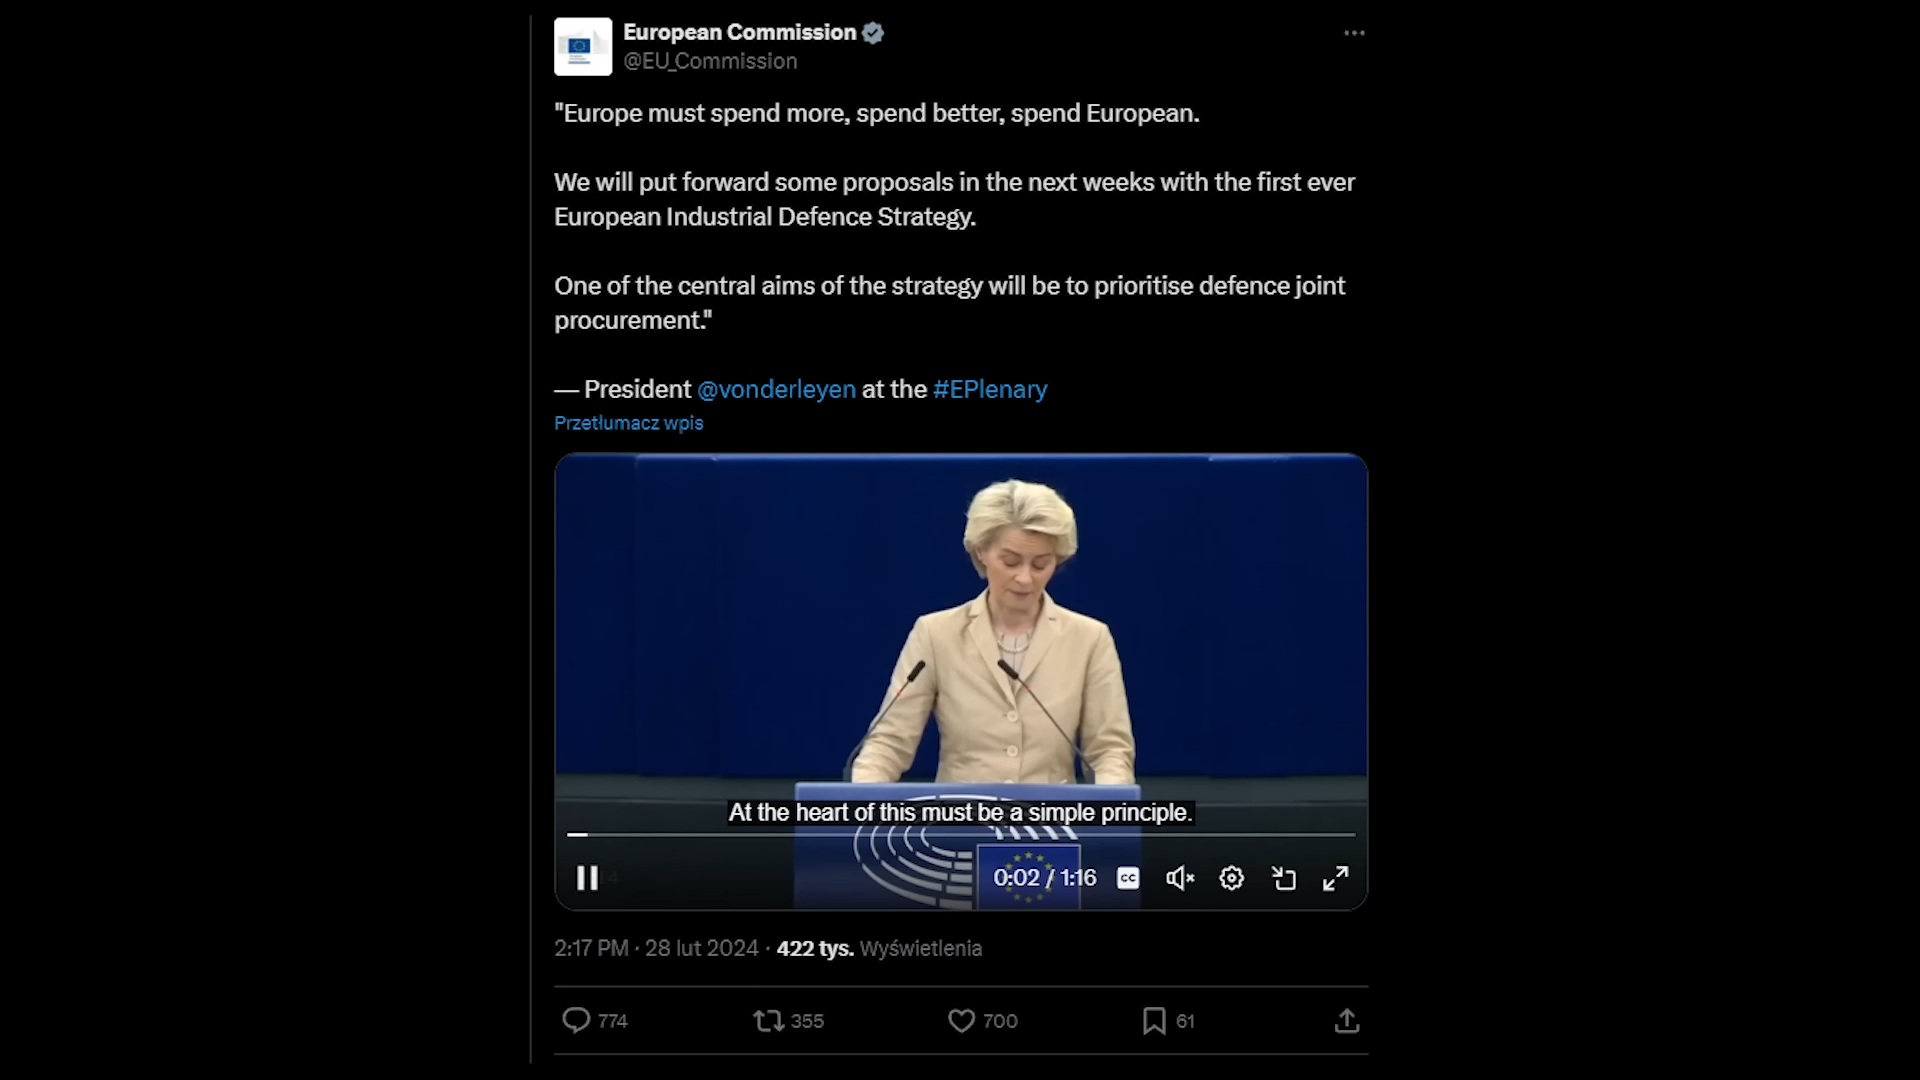 European Commission
@EU_Commission
"Europe must spend more, spend better, spend European.
We will put forward some proposals in the next weeks with the first ever
European Industrial Defence Strategy.
One of the central aims of the strategy will be to prioritise defence joint
procurement."
— President @vonderleyen at the #EPlenary
Przetłumacz wpis
At the heart of this must be a simple principle.
0:02 / 1:16
CC
2:17 PM · 28 lut 2024 · 422 tys. Wyświetlenia
774 355 700 61